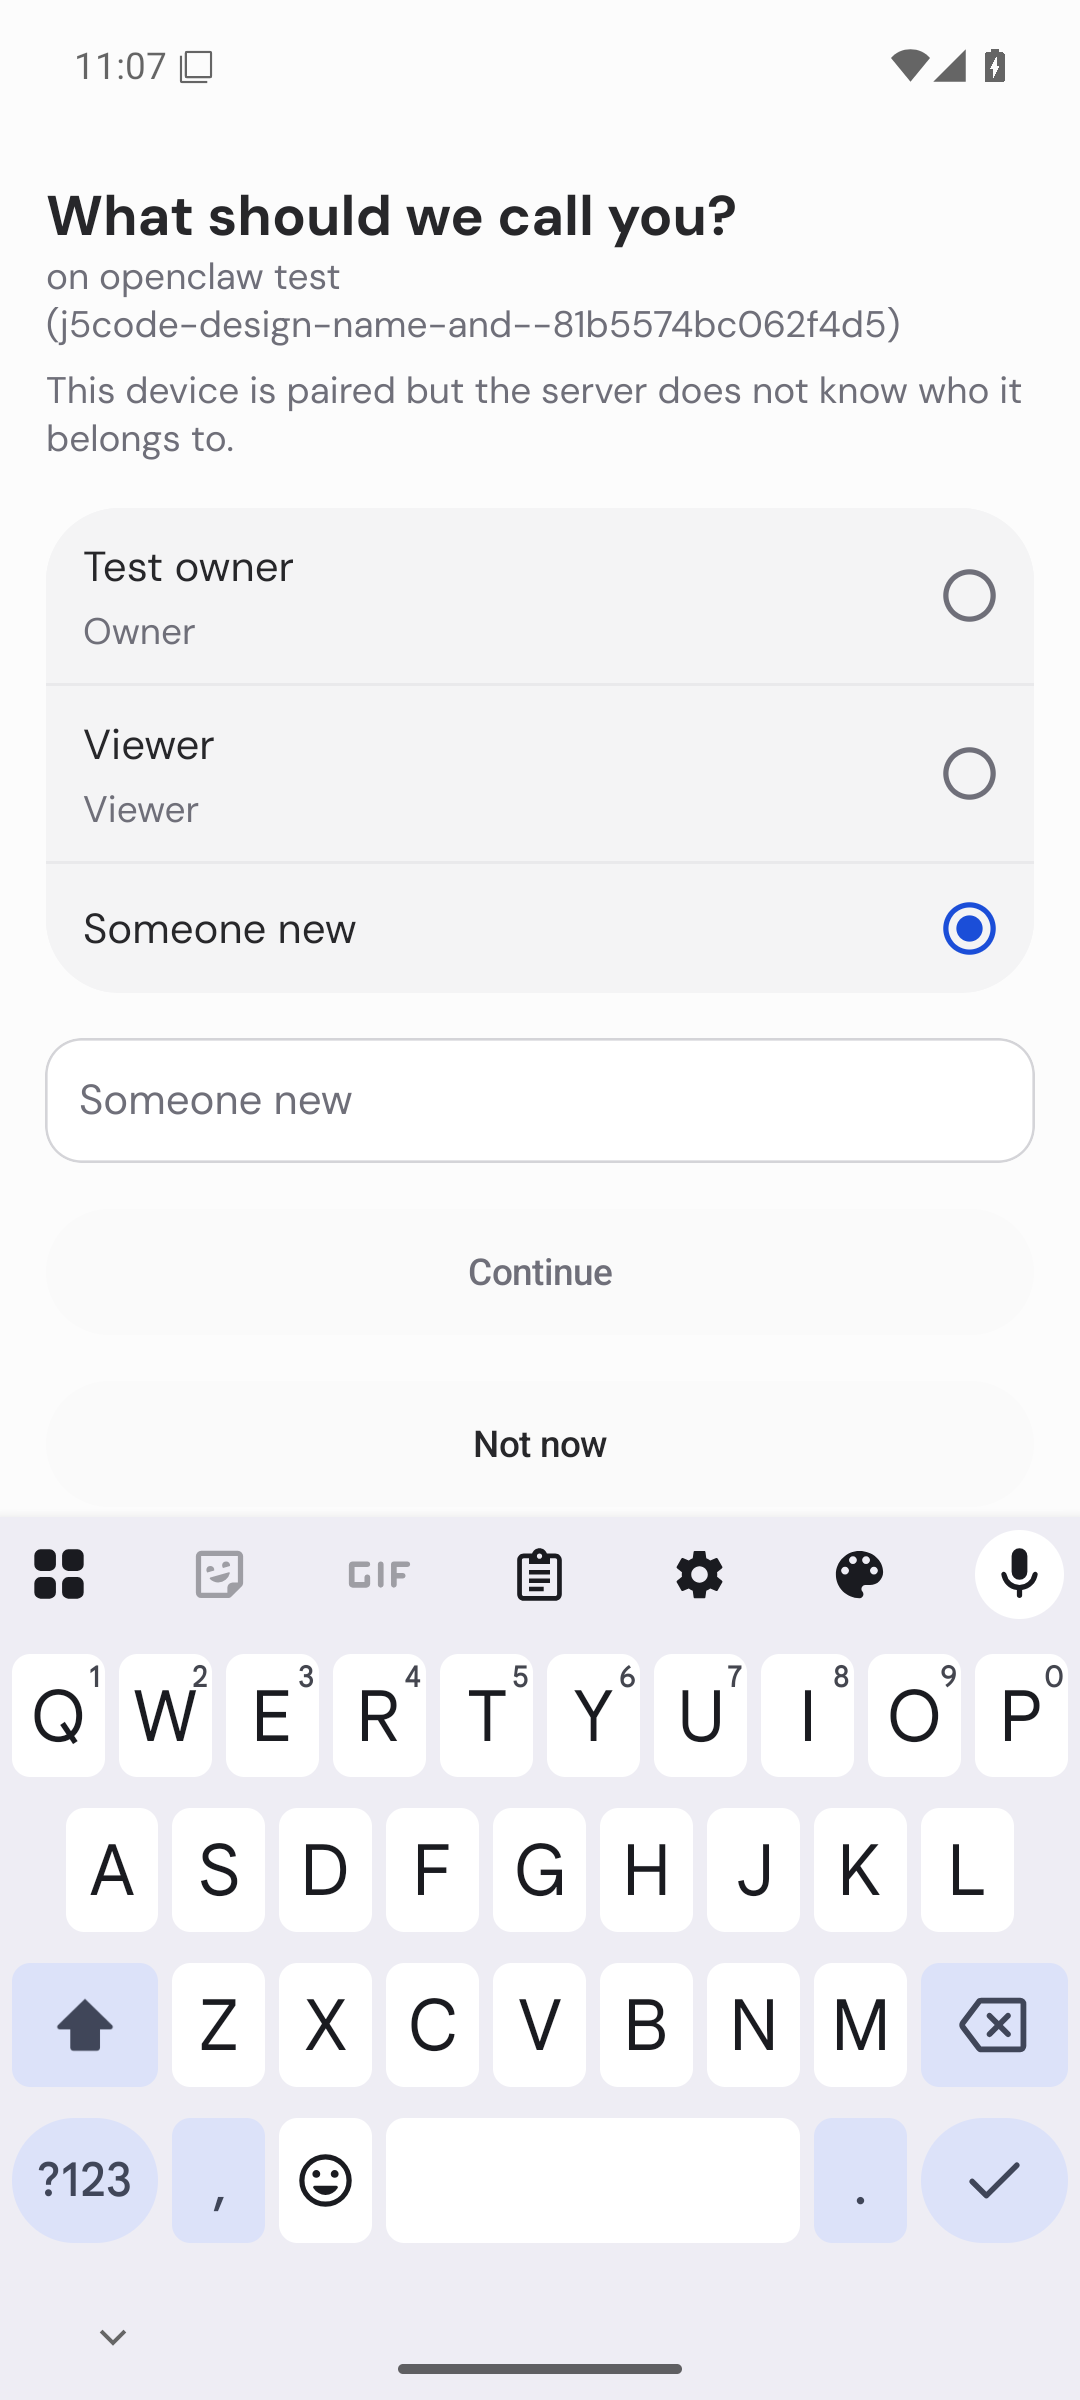 11:07
What should we call you?
on openclaw test
(j5code-design-name-and--81b5574bc062f4d5)
This device is paired but the server does not know who it
belongs to.
Test owner
Owner
Viewer
Viewer
Someone new
Someone new
Continue
Not now
GIF
Q 1 W 2 E 3 R 4 T 5 Y 6 U 7 I 8 O 9 P 0
A S D F G H J K L
Z X C V B N M
?123 , .